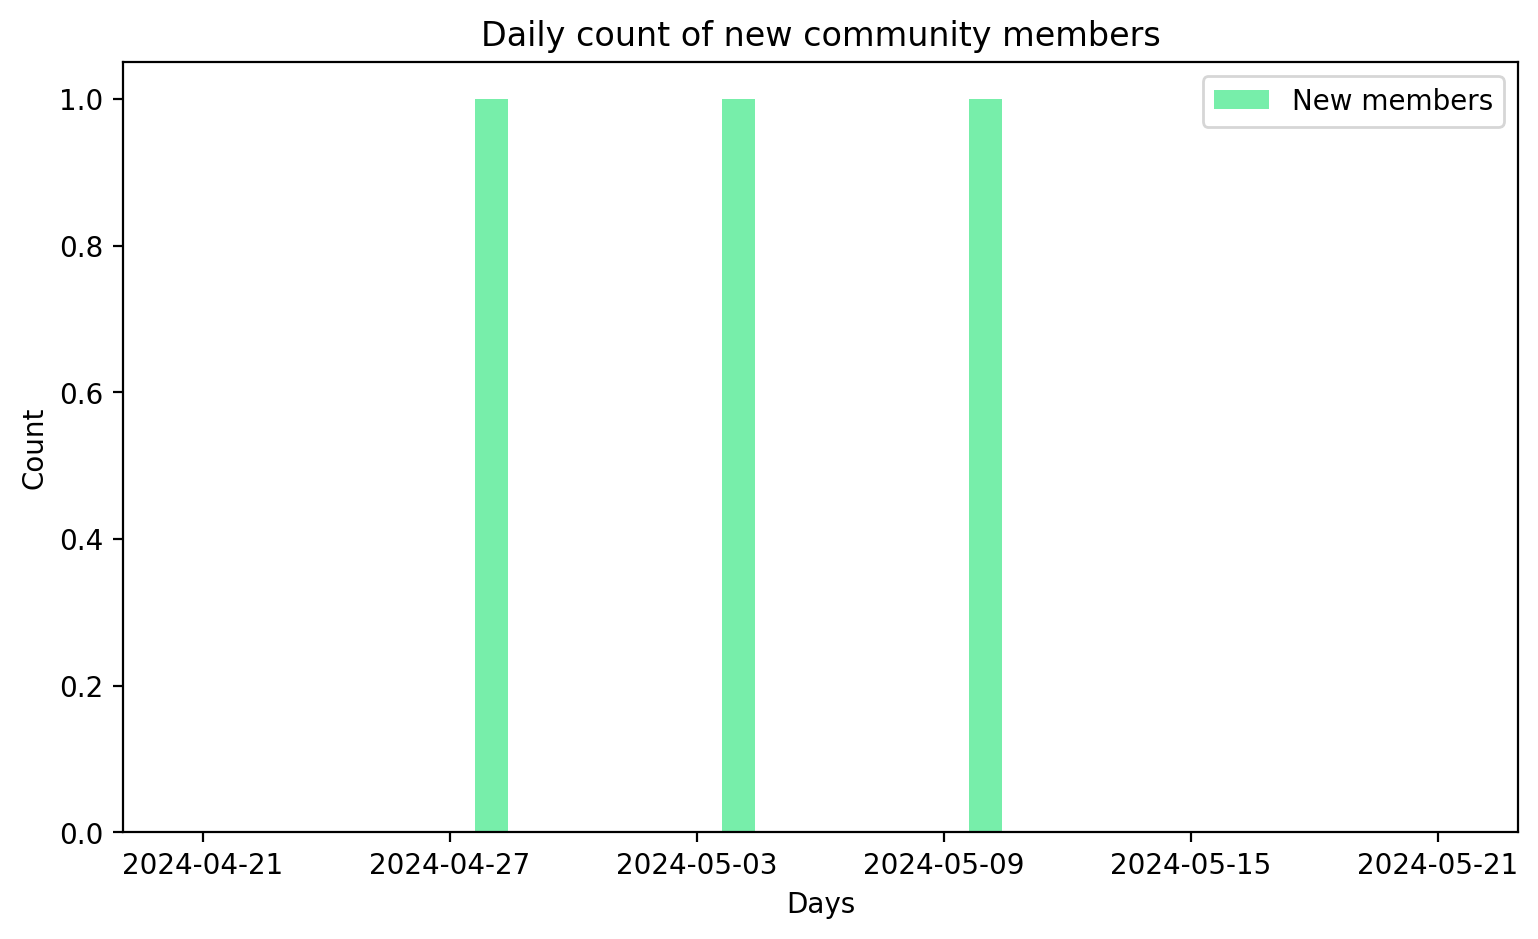 Daily count of new community members
New members
1.0
0.8
0.6
0.4
0.2
0.0
Count
2024-04-21 2024-04-27 2024-05-03 2024-05-09 2024-05-15 2024-05-21
Days